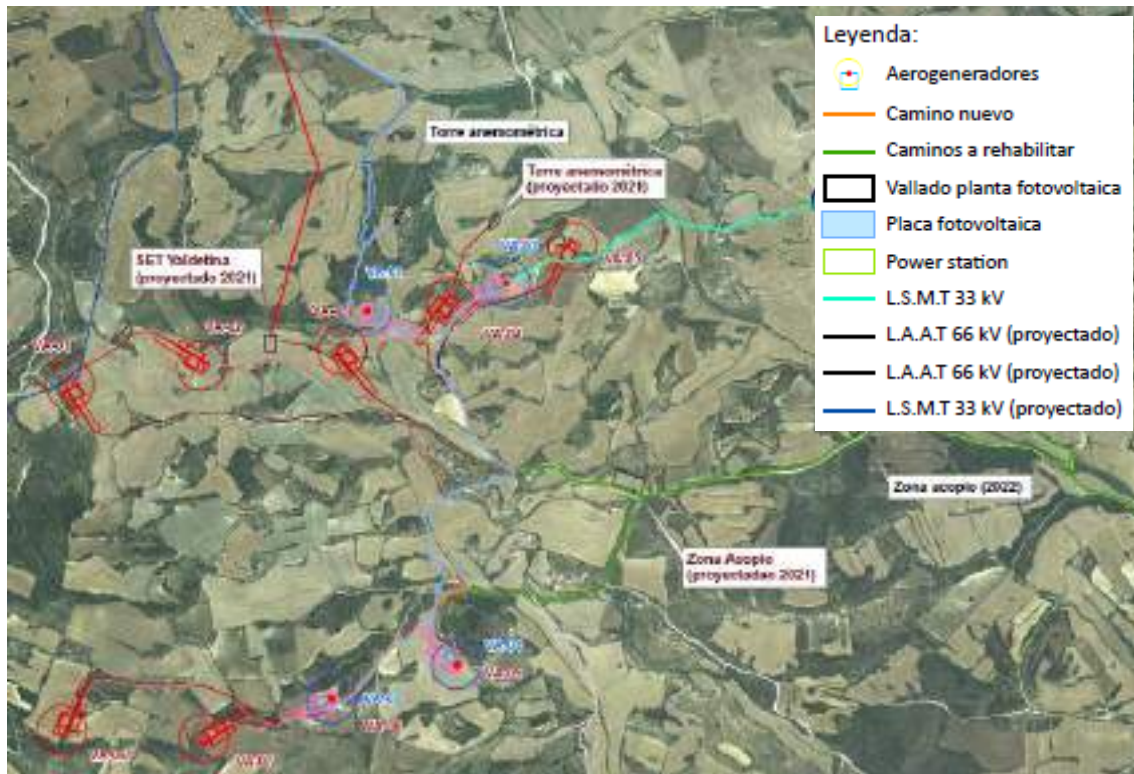 Leyenda:
Aerogeneradores
Camino nuevo
Caminos a rehabilitar
Vallado planta fotovoltaica
Placa fotovoltaica
Power station
L.S.M.T 33 kV
L.A.A.T 66 kV (proyectado)
L.A.A.T 66 kV (proyectado)
L.S.M.T 33 kV (proyectado)
Torre anemométrica
Torre anemométrica
(proyectado 2021)
SET Valdetina
(proyectado 2021)
Zona acopio (2022)
Zona Acopio
(proyectadao 2021)